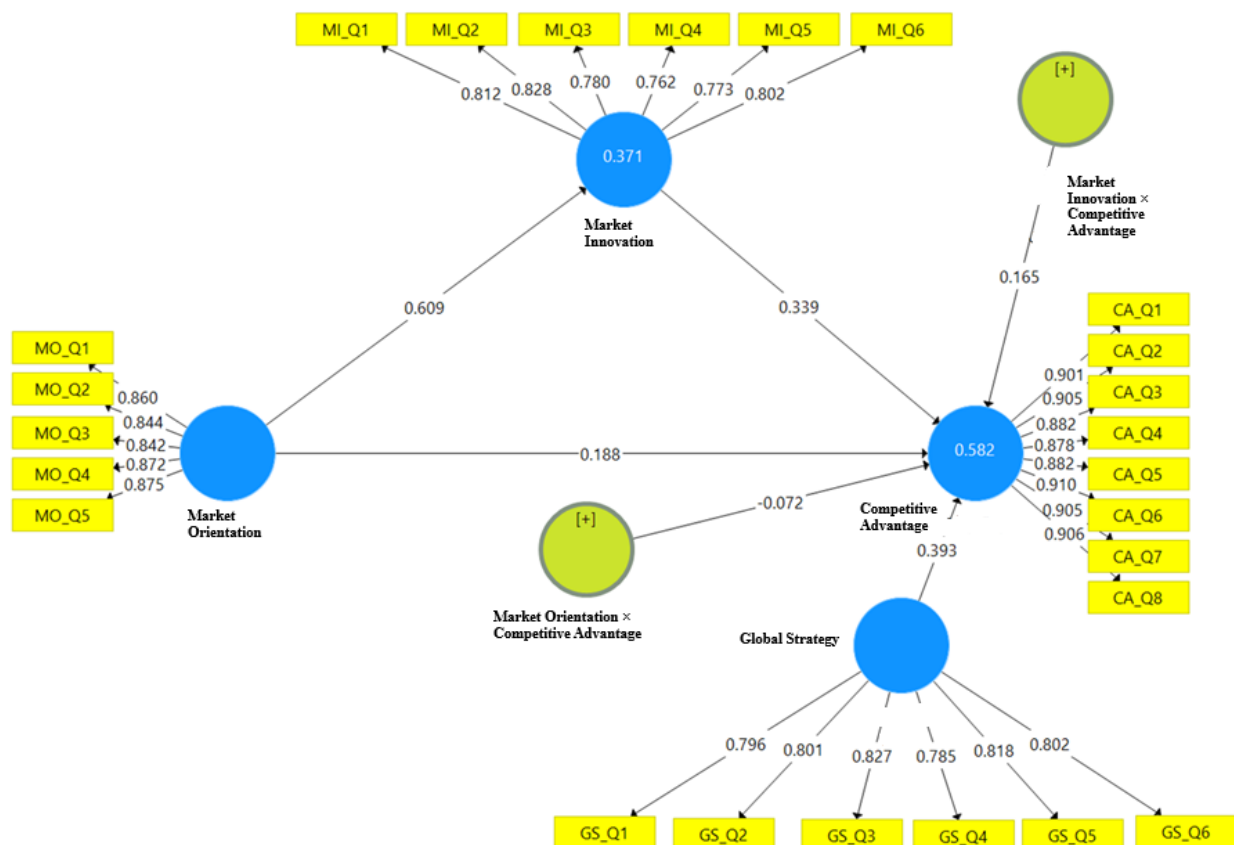 MI_Q1 MI_Q2 MI_Q3 MI_Q4 MI_Q5 MI_Q6
0.812 0.828 0.780 0.762 0.773 0.802
[+]
0.371
Market
Innovation
Market
Innovation ×
Competitive
Advantage
0.609
0.339
0.165
MO_Q1
MO_Q2
MO_Q3
MO_Q4
MO_Q5
0.860
0.844
0.842
0.872
0.875
Market
Orientation
0.188
-0.072
[+]
Market Orientation ×
Competitive Advantage
0.582
Competitive
Advantage
0.901
0.905
0.882
0.878
0.882
0.910
0.905
0.906
CA_Q1
CA_Q2
CA_Q3
CA_Q4
CA_Q5
CA_Q6
CA_Q7
CA_Q8
0.393
Global Strategy
0.796 0.801 0.827 0.785 0.818 0.802
GS_Q1 GS_Q2 GS_Q3 GS_Q4 GS_Q5 GS_Q6